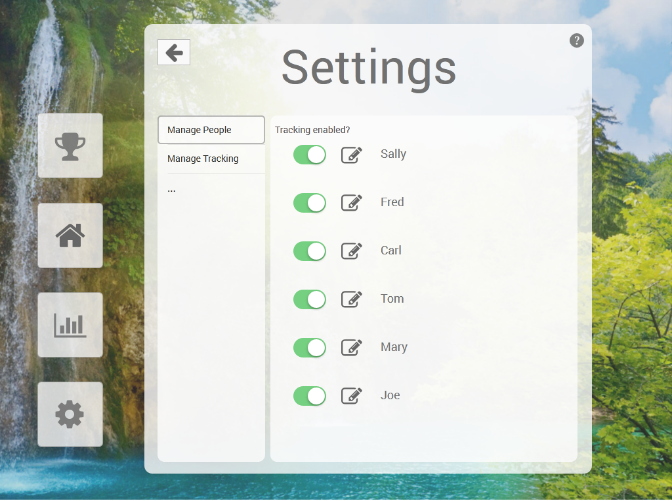 ?
Settings
Manage People
Manage Tracking
...
Tracking enabled?
Sally
Fred
Carl
Tom
Mary
Joe